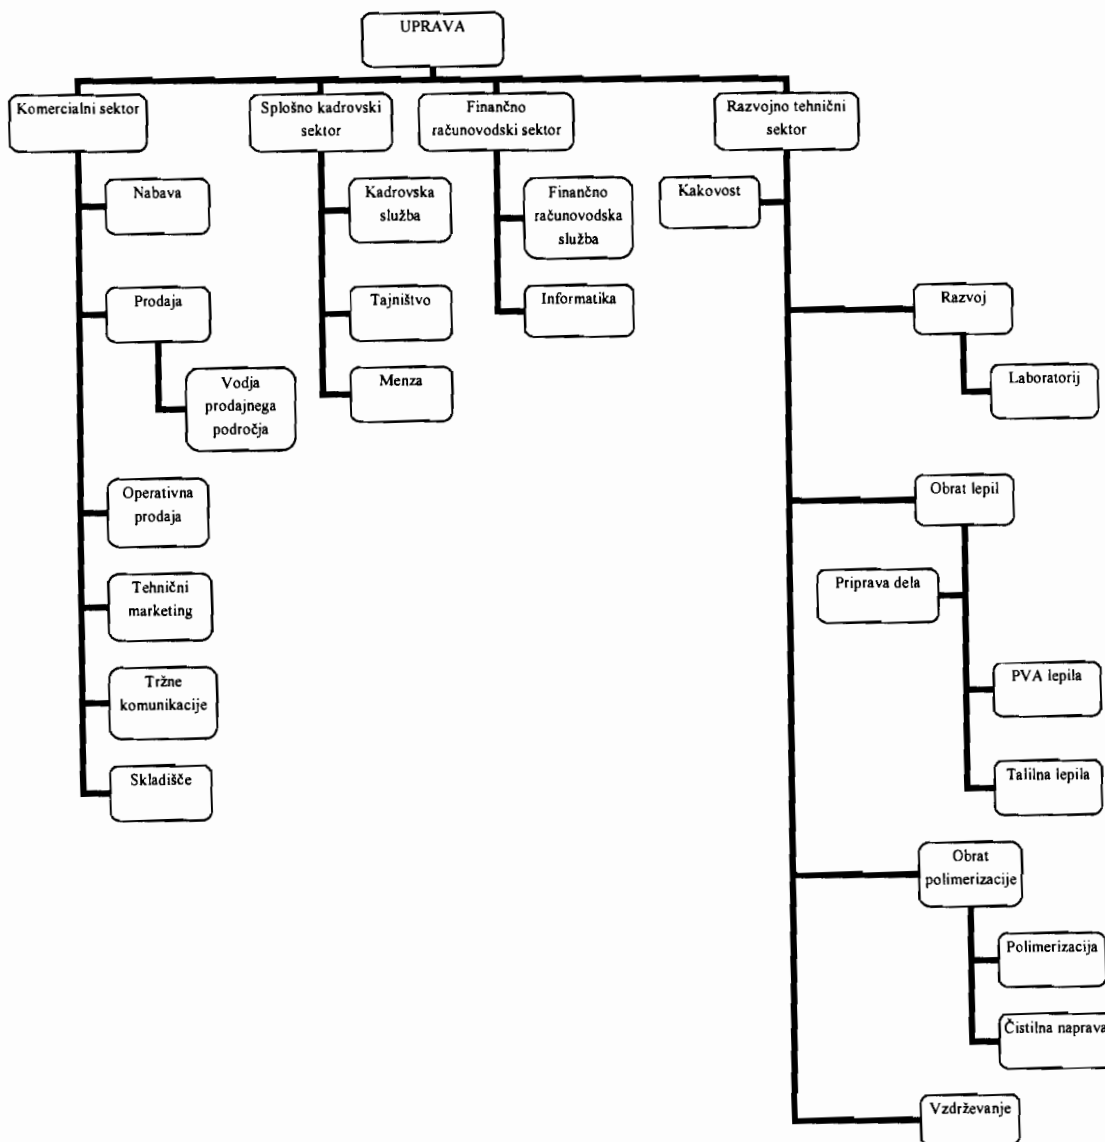 UPRAVA
Komercialni sektor
Splošno kadrovski
sektor
Finančno
računovodski sektor
Razvojno tehnični
sektor
Nabava
Prodaja
Vodja
prodajnega
področja
Operativna
prodaja
Tehnični
marketing
Tržne
komunikacije
Skladišče
Kadrovska
služba
Tajništvo
Menza
Finančno
računovodska
služba
Informatika
Kakovost
Razvoj
Laboratorij
Obrat lepil
Priprava dela
PVA lepila
Talilna lepila
Obrat
polimerizacije
Polimerizacija
Čistilna naprava
Vzdrževanje